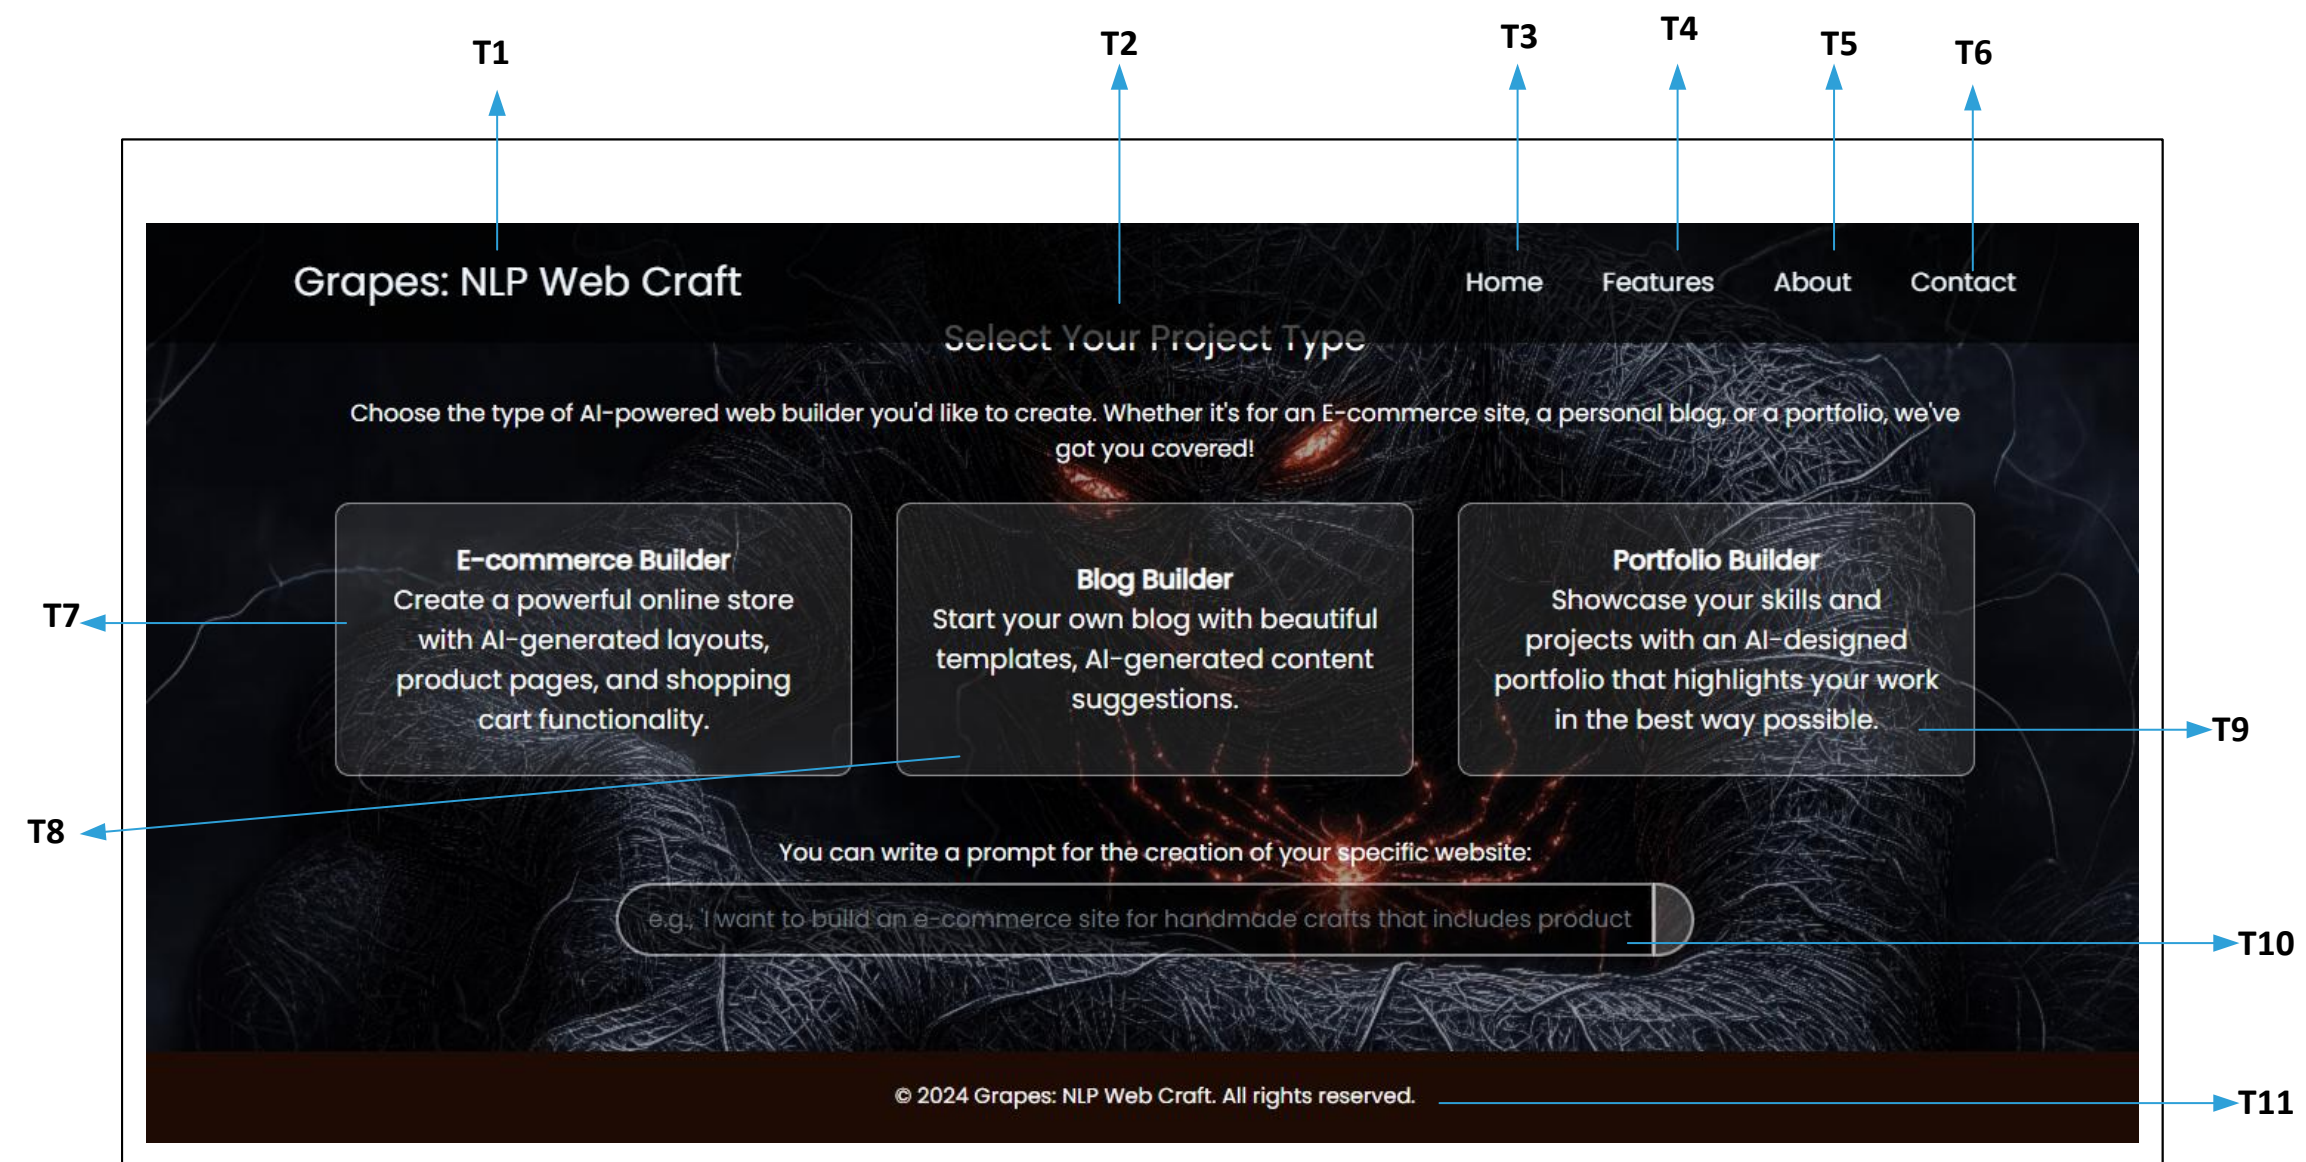 T1
T2
T3
T4
T5
T6
Grapes: NLP Web Craft
Home
Features
About
Contact
Select Your Project Type
Choose the type of AI-powered web builder you'd like to create. Whether it's for an E-commerce site, a personal blog, or a portfolio, we've
got you covered!
E-commerce Builder
Create a powerful online store
with AI-generated layouts,
product pages, and shopping
cart functionality.
Blog Builder
Start your own blog with beautiful
templates, AI-generated content
suggestions.
Portfolio Builder
Showcase your skills and
projects with an AI-designed
portfolio that highlights your work
in the best way possible.
T7
T9
T8
You can write a prompt for the creation of your specific website:
e.g., 'I want to build an e-commerce site for handmade crafts that includes product
T10
© 2024 Grapes: NLP Web Craft. All rights reserved.
T11